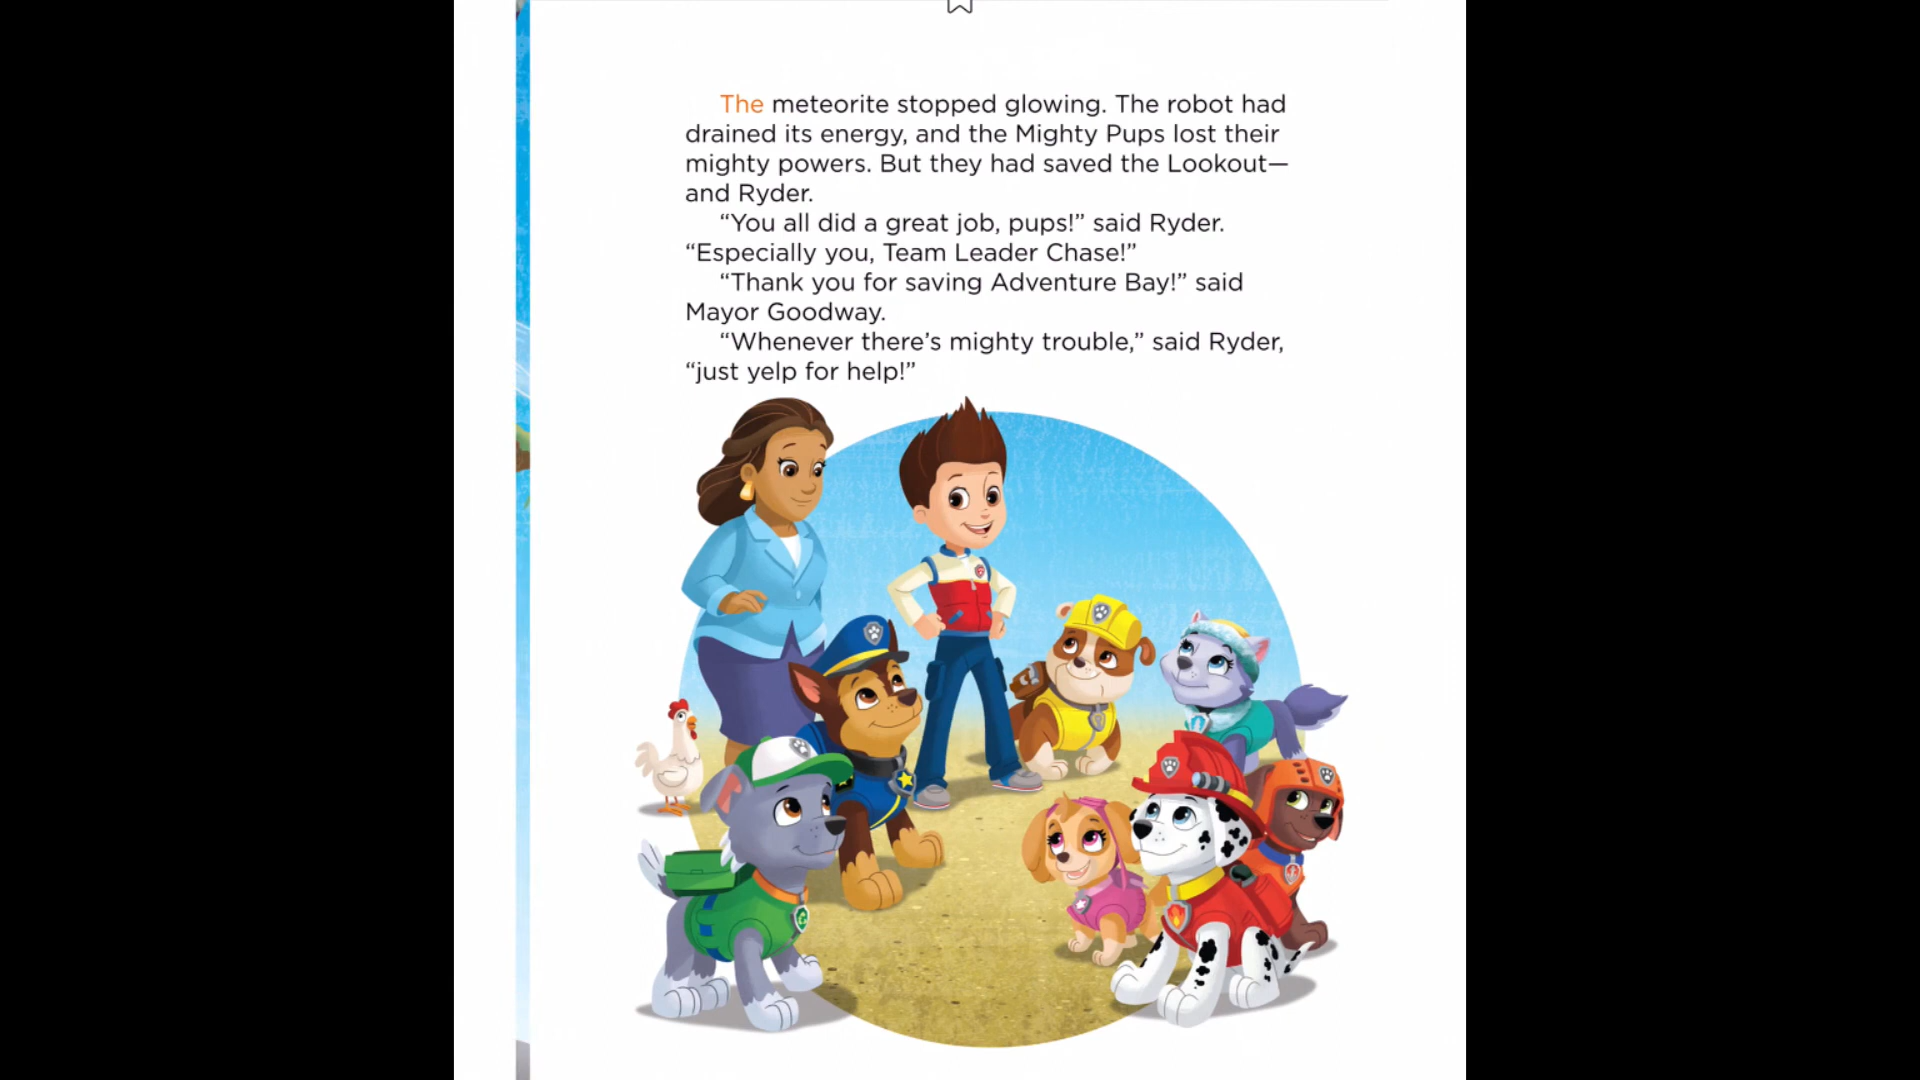 The meteorite stopped glowing. The robot had
drained its energy, and the Mighty Pups lost their
mighty powers. But they had saved the Lookout—
and Ryder.
“You all did a great job, pups!” said Ryder.
“Especially you, Team Leader Chase!”
“Thank you for saving Adventure Bay!” said
Mayor Goodway.
“Whenever there’s mighty trouble,” said Ryder,
“just yelp for help!”